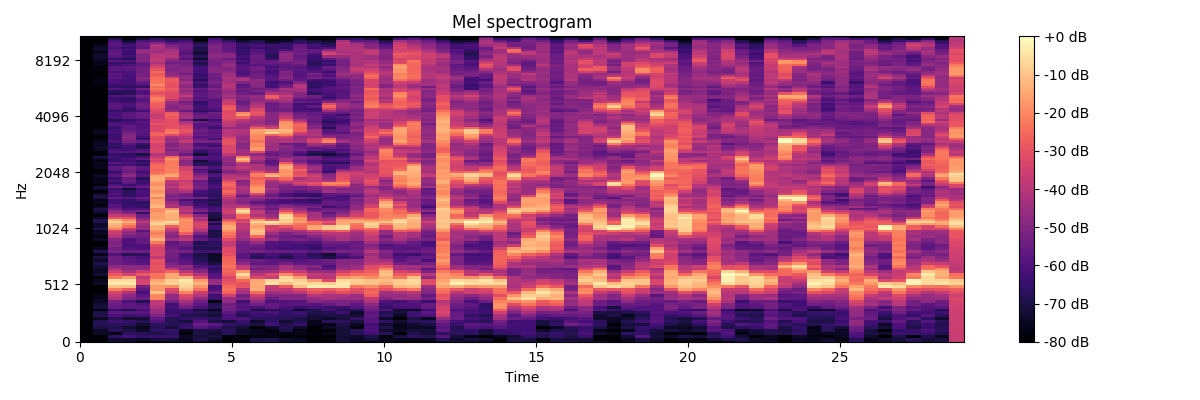 Mel spectrogram
8192
4096
2048
1024
512
0
Hz
0 5 10 15 20 25
Time
+0 dB
-10 dB
-20 dB
-30 dB
-40 dB
-50 dB
-60 dB
-70 dB
-80 dB